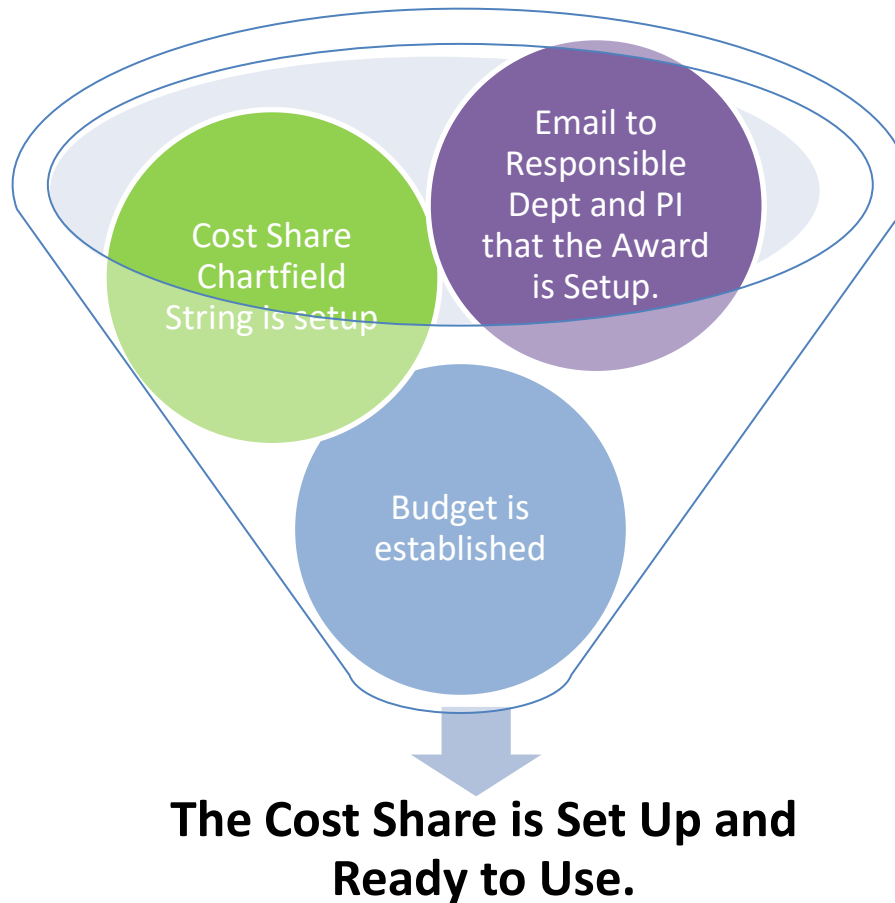 Cost Share
Chartfield
String is setup
Email to
Responsible
Dept and PI
that the Award
is Setup.
Budget is
established
The Cost Share is Set Up and
Ready to Use.